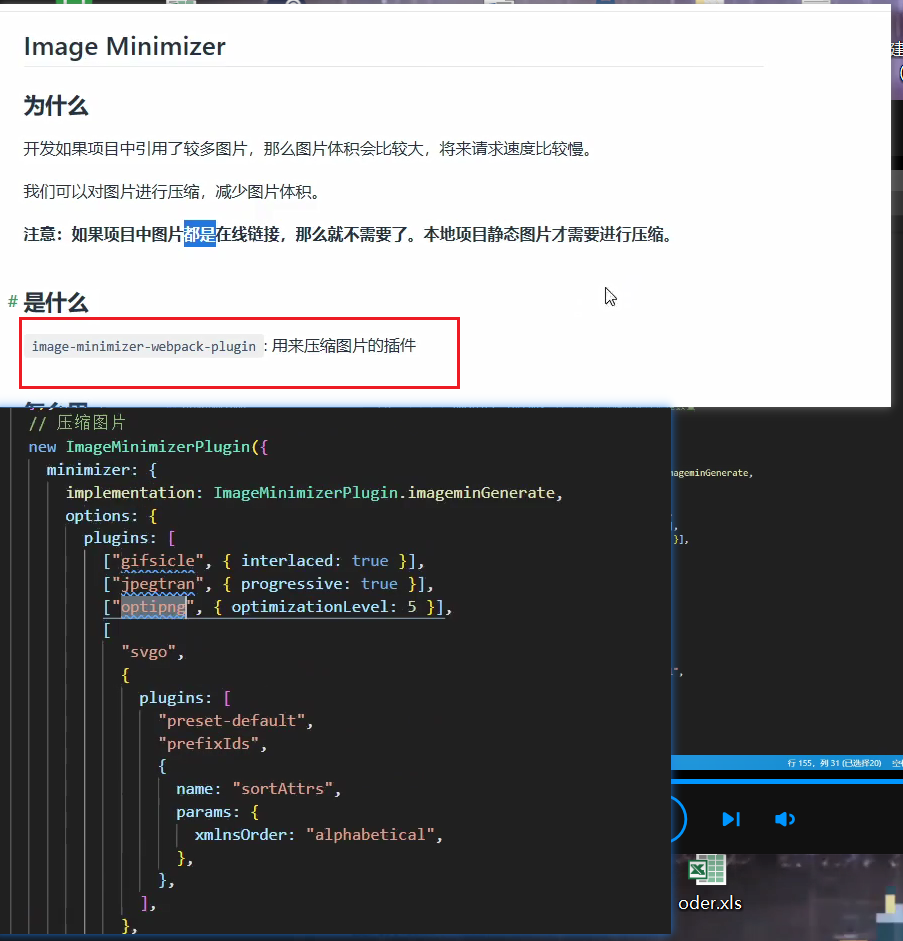 建
Image Minimizer
为什么
开发如果项目中引用了较多图片，那么图片体积会比较大，将来请求速度比较慢。
我们可以对图片进行压缩，减少图片体积。
注意：如果项目中图片都是在线链接，那么就不需要了。本地项目静态图片才需要进行压缩。
# 是什么
image-minimizer-webpack-plugin : 用来压缩图片的插件
// 压缩图片
new ImageMinimizerPlugin({
minimizer: {
implementation: ImageMinimizerPlugin.imageminGenerate,
options: {
plugins: [
["gifsicle", { interlaced: true }],
["jpegtran", { progressive: true }],
["optipng", { optimizationLevel: 5 }],
[
"svgo",
{
plugins: [
"preset-default",
"prefixIds",
{
name: "sortAttrs",
params: {
xmlnsOrder: "alphabetical",
},
},
],
},
mageminGenerate,
],
}],
",
行 155，列 31 (已选择20)
oder.xls